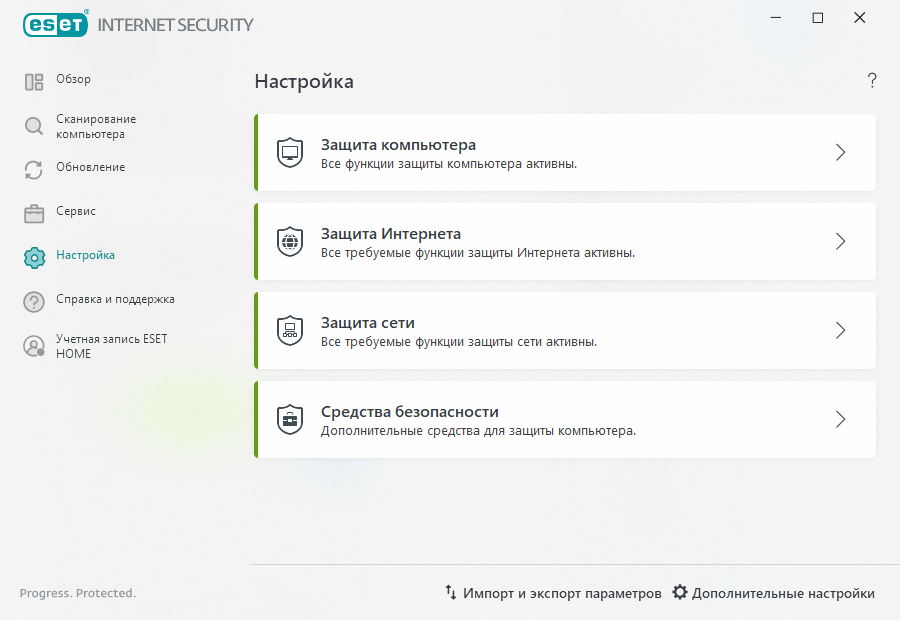 eset INTERNET SECURITY
Обзор
Сканирование
компьютера
Обновление
Сервис
Настройка
Справка и поддержка
Учетная запись ESET
HOME
Настройка
?
Защита компьютера
Все функции защиты компьютера активны.
Защита Интернета
Все требуемые функции защиты Интернета активны.
Защита сети
Все требуемые функции защиты сети активны.
Средства безопасности
Дополнительные средства для защиты компьютера.
Progress. Protected.
Импорт и экспорт параметров
Дополнительные настройки